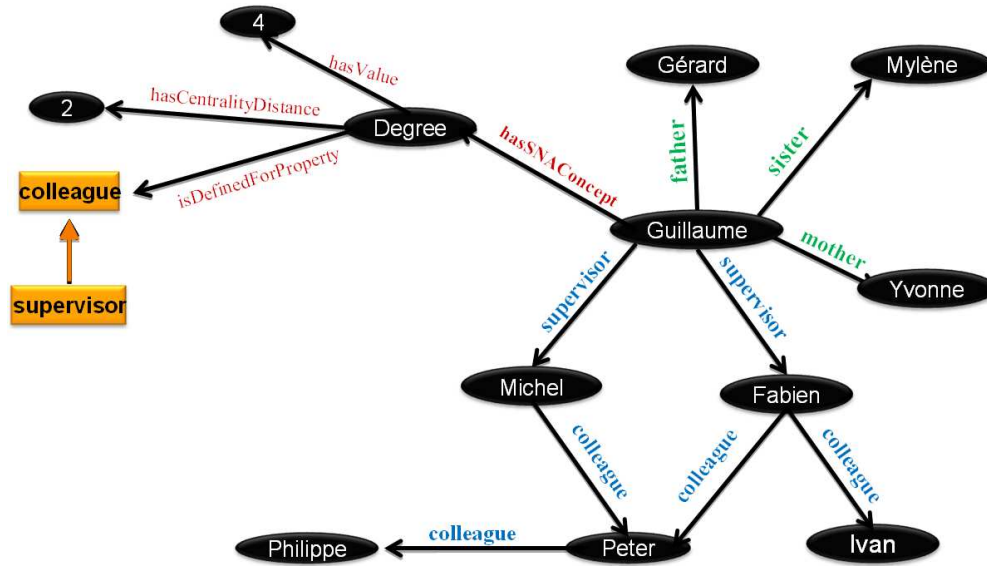 4
hasValue
2
hasCentralityDistance
Degree
isDefinedForProperty
colleague
supervisor
hasSNAConcept
Gérard
Mylène
father
sister
Guillaume
mother
Yvonne
supervisor
supervisor
Michel
Fabien
colleague
colleague
colleague
Philippe
colleague
Peter
Ivan